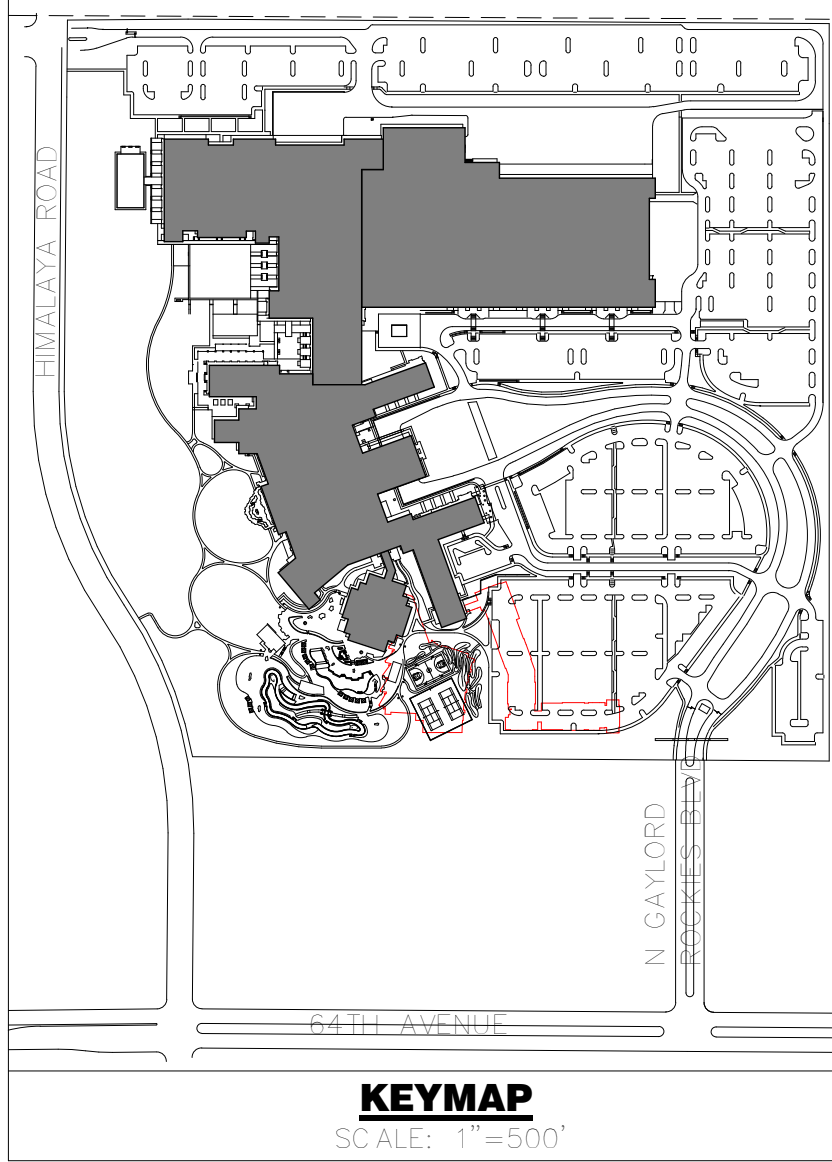 HIMALAYA ROAD
N GAYLORD
ROCKIES BLVD
64TH AVENUE
KEYMAP
SCALE: 1"=500'